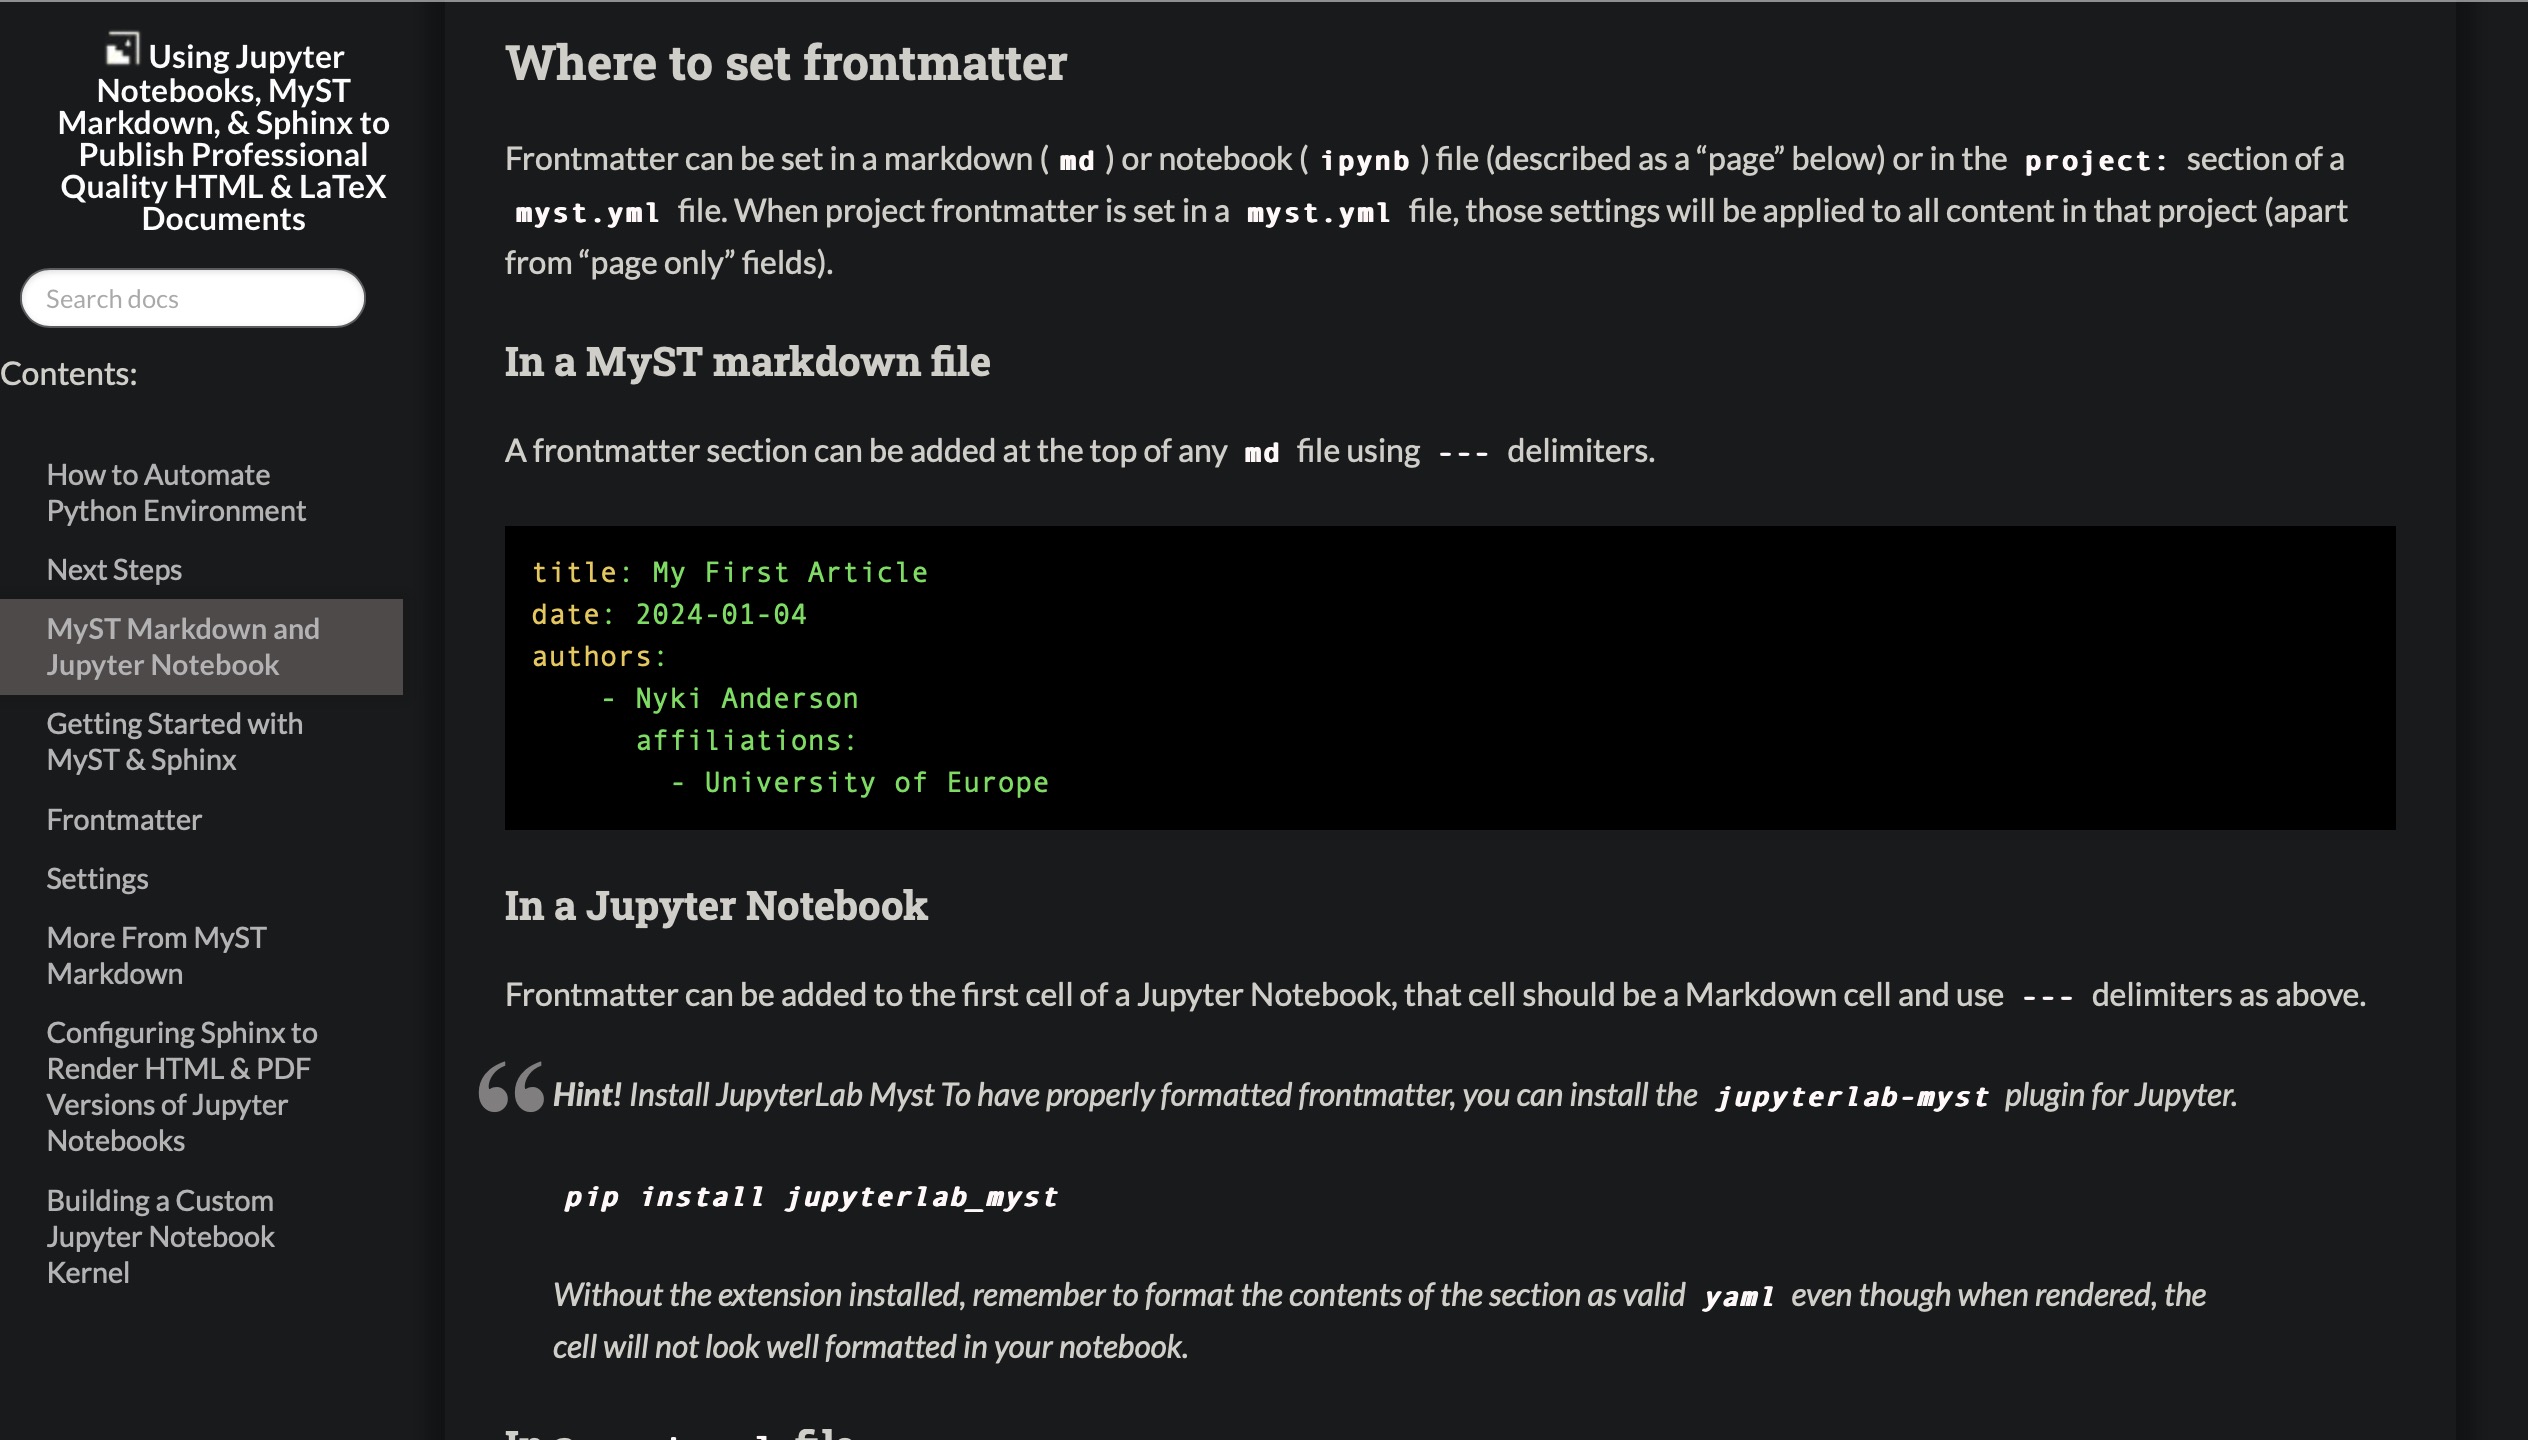 Using Jupyter
Notebooks, MyST
Markdown, & Sphinx to
Publish Professional
Quality HTML & LaTeX
Documents
Search docs
Contents:
How to Automate
Python Environment
Next Steps
MyST Markdown and
Jupyter Notebook
Getting Started with
MyST & Sphinx
Frontmatter
Settings
More From MyST
Markdown
Configuring Sphinx to
Render HTML & PDF
Versions of Jupyter
Notebooks
Building a Custom
Jupyter Notebook
Kernel
Where to set frontmatter
Frontmatter can be set in a markdown ( md ) or notebook ( ipynb ) file (described as a “page” below) or in the project: section of a
myst.yml file. When project frontmatter is set in a myst.yml file, those settings will be applied to all content in that project (apart
from “page only” fields).
In a MyST markdown file
A frontmatter section can be added at the top of any md file using --- delimiters.
title: My First Article
date: 2024-01-04
authors:
    - Nyki Anderson
      affiliations:
        - University of Europe
In a Jupyter Notebook
Frontmatter can be added to the first cell of a Jupyter Notebook, that cell should be a Markdown cell and use --- delimiters as above.
“ Hint! Install JupyterLab Myst To have properly formatted frontmatter, you can install the jupyterlab-myst plugin for Jupyter.
pip install jupyterlab_myst
Without the extension installed, remember to format the contents of the section as valid yaml even though when rendered, the
cell will not look well formatted in your notebook.